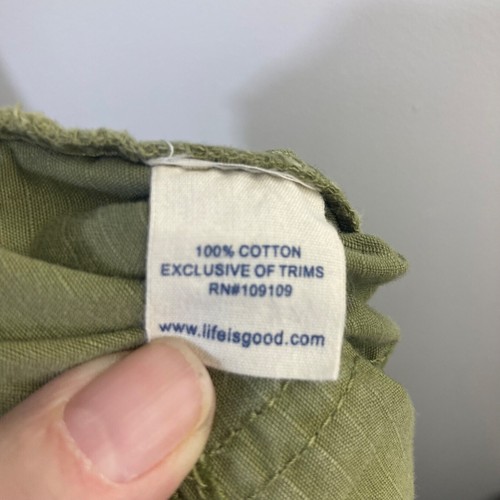 100% COTTON
EXCLUSIVE OF TRIMS
RN#109109
www.lifeisgood.com